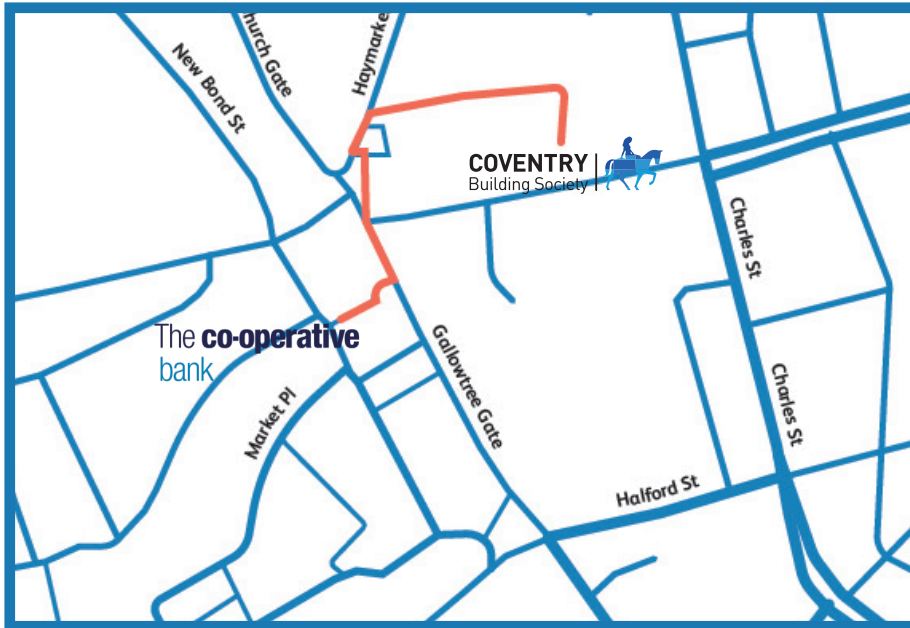 hurch Gate
Haymarke
New Bond St
COVENTRY
Building Society
Charles St
The co-operative
bank
Gallowtree Gate
Market Pl
Charles St
Halford St